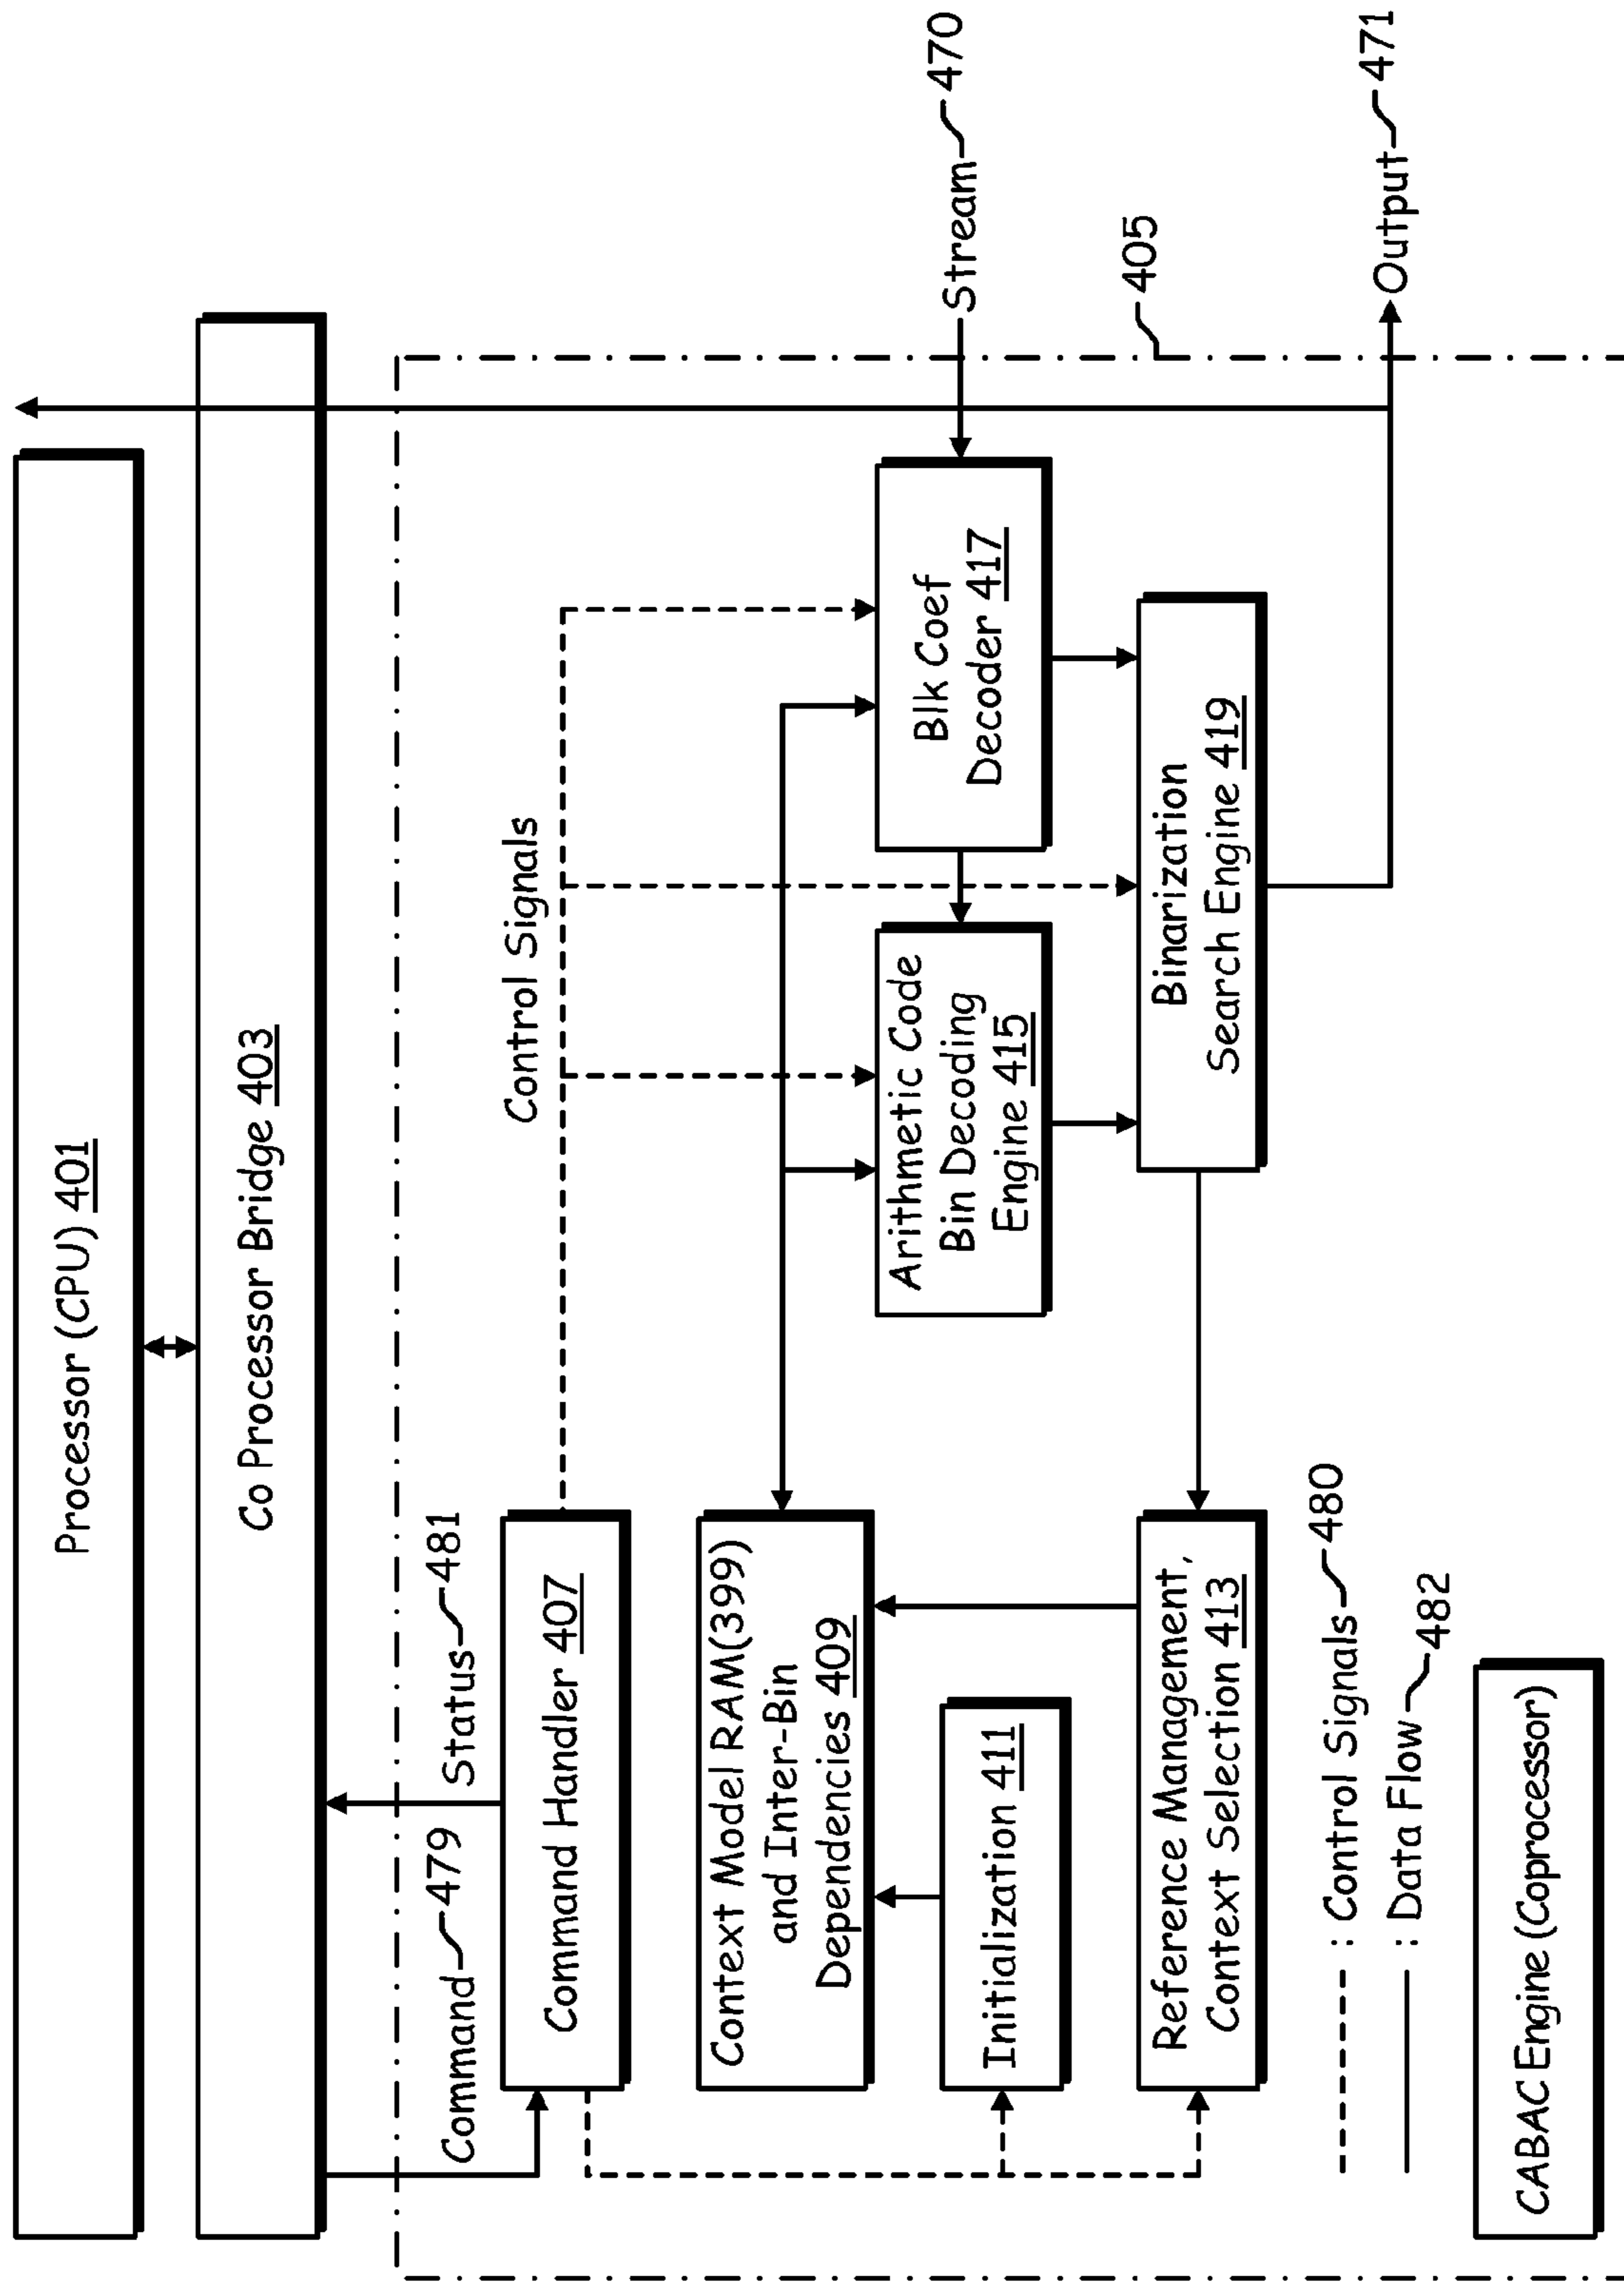 Processor (CPU) 401
Co Processor Bridge 403
Command 479
Status 481
Command Handler 407
Control Signals
Context Model RAM(399)
and Inter-Bin
Dependencies 409
Initialization 411
Reference Management,
Context Selection 413
Arithmetic Code
Bin Decoding
Engine 415
Blk Coef
Decoder 417
Binarization
Search Engine 419
Stream 470
405
Output 471
: Control Signals 480
: Data Flow 482
CABAC Engine (Coprocessor)